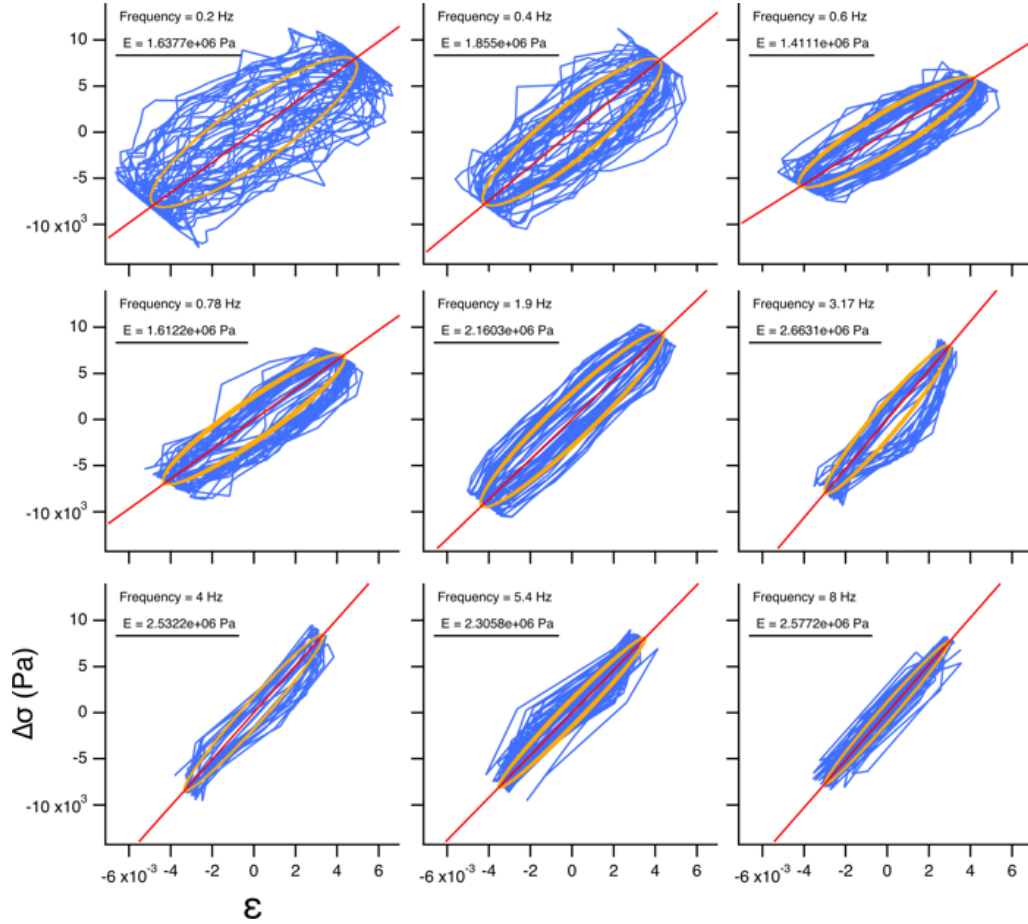 Frequency = 0.2 Hz
E = 1.6377e+06 Pa
Frequency = 0.4 Hz
E = 1.855e+06 Pa
Frequency = 0.6 Hz
E = 1.4111e+06 Pa
10
5
0
-5
-10 x10³
Frequency = 0.78 Hz
E = 1.6122e+06 Pa
Frequency = 1.9 Hz
E = 2.1603e+06 Pa
Frequency = 3.17 Hz
E = 2.6631e+06 Pa
10
5
0
-5
-10 x10³
Frequency = 4 Hz
E = 2.5322e+06 Pa
Frequency = 5.4 Hz
E = 2.3058e+06 Pa
Frequency = 8 Hz
E = 2.5772e+06 Pa
10
5
0
-5
-10 x10³
Δσ (Pa)
-6 x10⁻³ -4 -2 0 2 4 6
-6 x10⁻³ -4 -2 0 2 4 6
-6 x10⁻³ -4 -2 0 2 4 6
ε